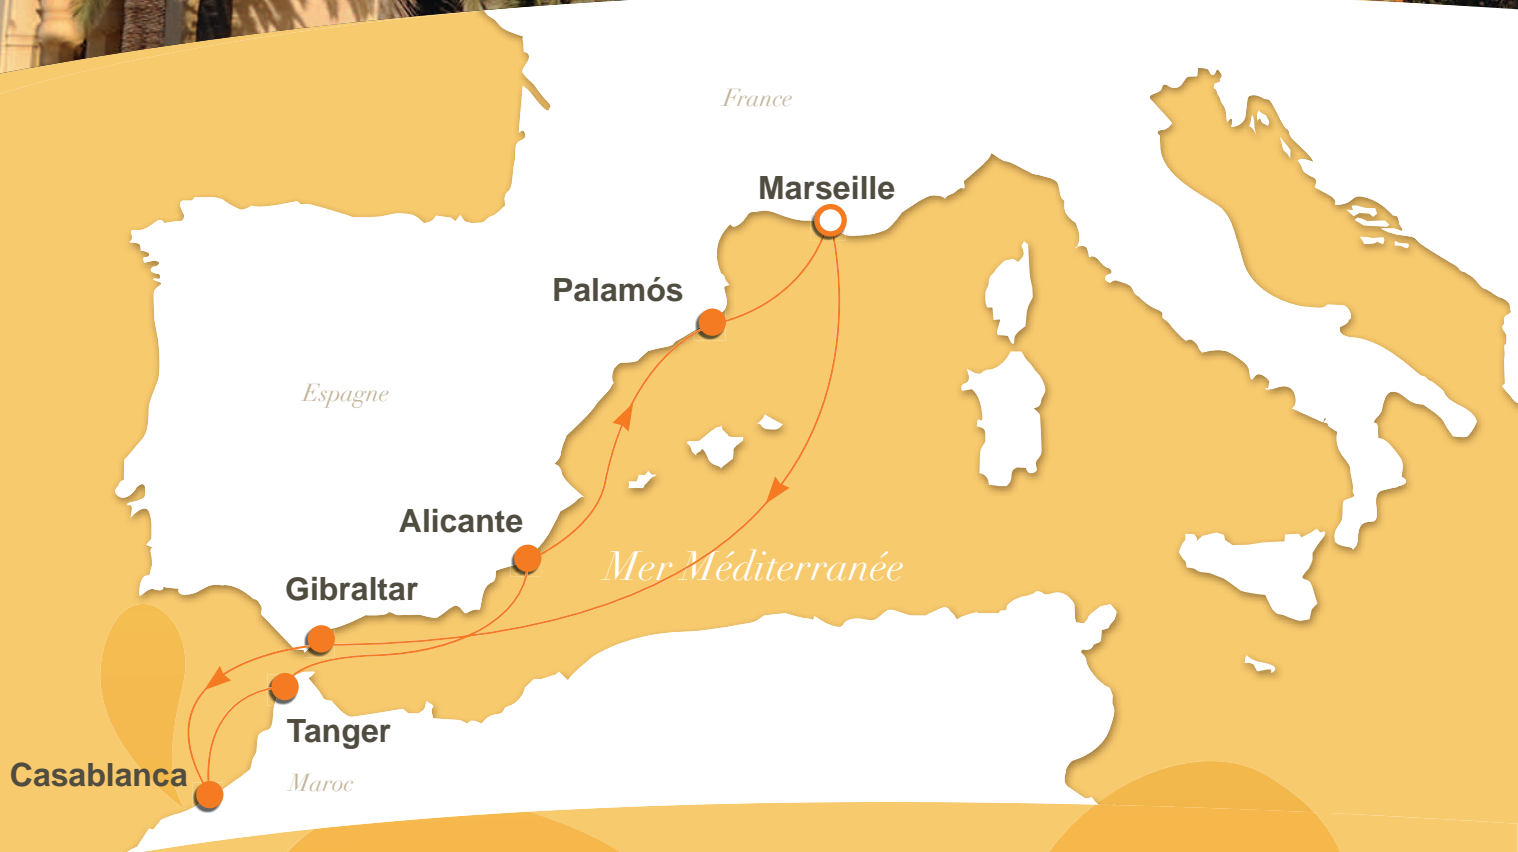 France
Marseille
Palamós
Espagne
Alicante
Mer Méditerranée
Gibraltar
Tanger
Casablanca
Maroc